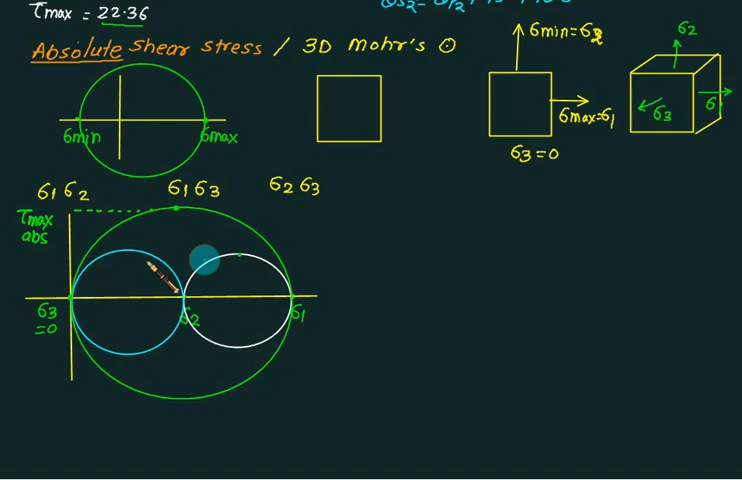 τmax = 22.36
Absolute shear stress / 3D Mohr's ⊙
6min 6max
6min=62
6max=61
63=0
62
61
63
6162 6163 6263
τmax
abs
63
=0
62
61